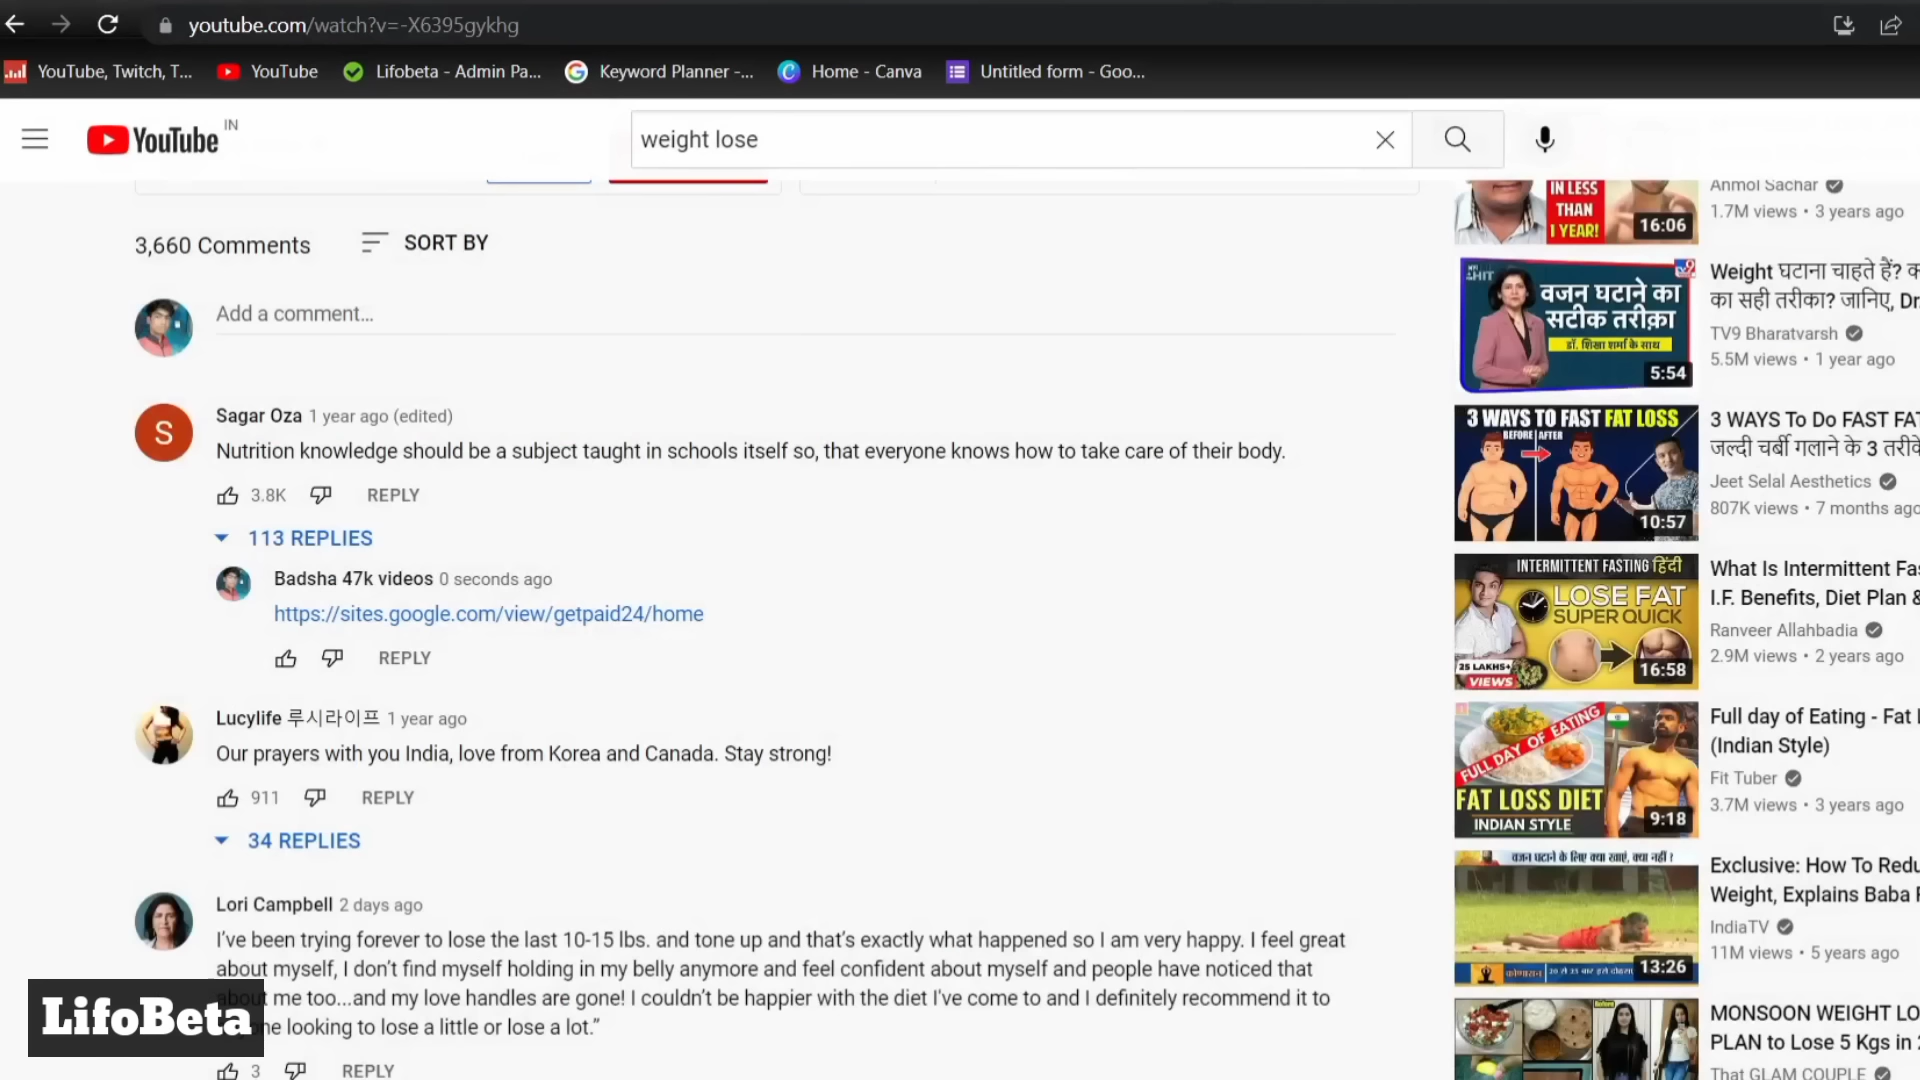 youtube.com/watch?v=-X6395gykhg
YouTube, Twitch, T...
YouTube
Lifobeta - Admin Pa...
Keyword Planner -...
Home - Canva
Untitled form - Goo...
YouTube IN
weight lose
3,660 Comments
SORT BY
Add a comment...
S
Sagar Oza 1 year ago (edited)
Nutrition knowledge should be a subject taught in schools itself so, that everyone knows how to take care of their body.
3.8K
REPLY
113 REPLIES
Badsha 47k videos 0 seconds ago
https://sites.google.com/view/getpaid24/home
REPLY
Lucylife 루시라이프 1 year ago
Our prayers with you India, love from Korea and Canada. Stay strong!
911
REPLY
34 REPLIES
Lori Campbell 2 days ago
I've been trying forever to lose the last 10-15 lbs. and tone up and that's exactly what happened so I am very happy. I feel great
about myself, I don't find myself holding in my belly anymore and feel confident about myself and people have noticed that
about me too...and my love handles are gone! I couldn't be happier with the diet I've come to and I definitely recommend it to
one looking to lose a little or lose a lot."
3
REPLY
LifoBeta
IN LESS
THAN
1 YEAR!
16:06
Anmol Sachar
1.7M views • 3 years ago
HIT
वजन घटाने का
सटीक तरीक़ा
डॉ. शिखा शर्मा के साथ
5:54
Weight घटाना चाहते हैं?
का सही तरीका? जानिए, Dr
TV9 Bharatvarsh
5.5M views • 1 year ago
3 WAYS TO FAST FAT LOSS
BEFORE AFTER
10:57
3 WAYS To Do FAST FAT
जल्दी चर्बी गलाने के 3 तरीके
Jeet Selal Aesthetics
807K views • 7 months ago
INTERMITTENT FASTING हिंदी
LOSE FAT
SUPER QUICK
25 LAKHS+
VIEWS
16:58
What Is Intermittent Fas
I.F. Benefits, Diet Plan &
Ranveer Allahbadia
2.9M views • 2 years ago
FULL DAY OF EATING
FAT LOSS DIET
INDIAN STYLE
9:18
Full day of Eating - Fat
(Indian Style)
Fit Tuber
3.7M views • 3 years ago
वजन घटाने के लिए क्या खाएं, क्या नहीं ?
13:26
Exclusive: How To Redu
Weight, Explains Baba
IndiaTV
11M views • 5 years ago
MONSOON WEIGHT LO
PLAN to Lose 5 Kgs in
That GLAM COUPLE